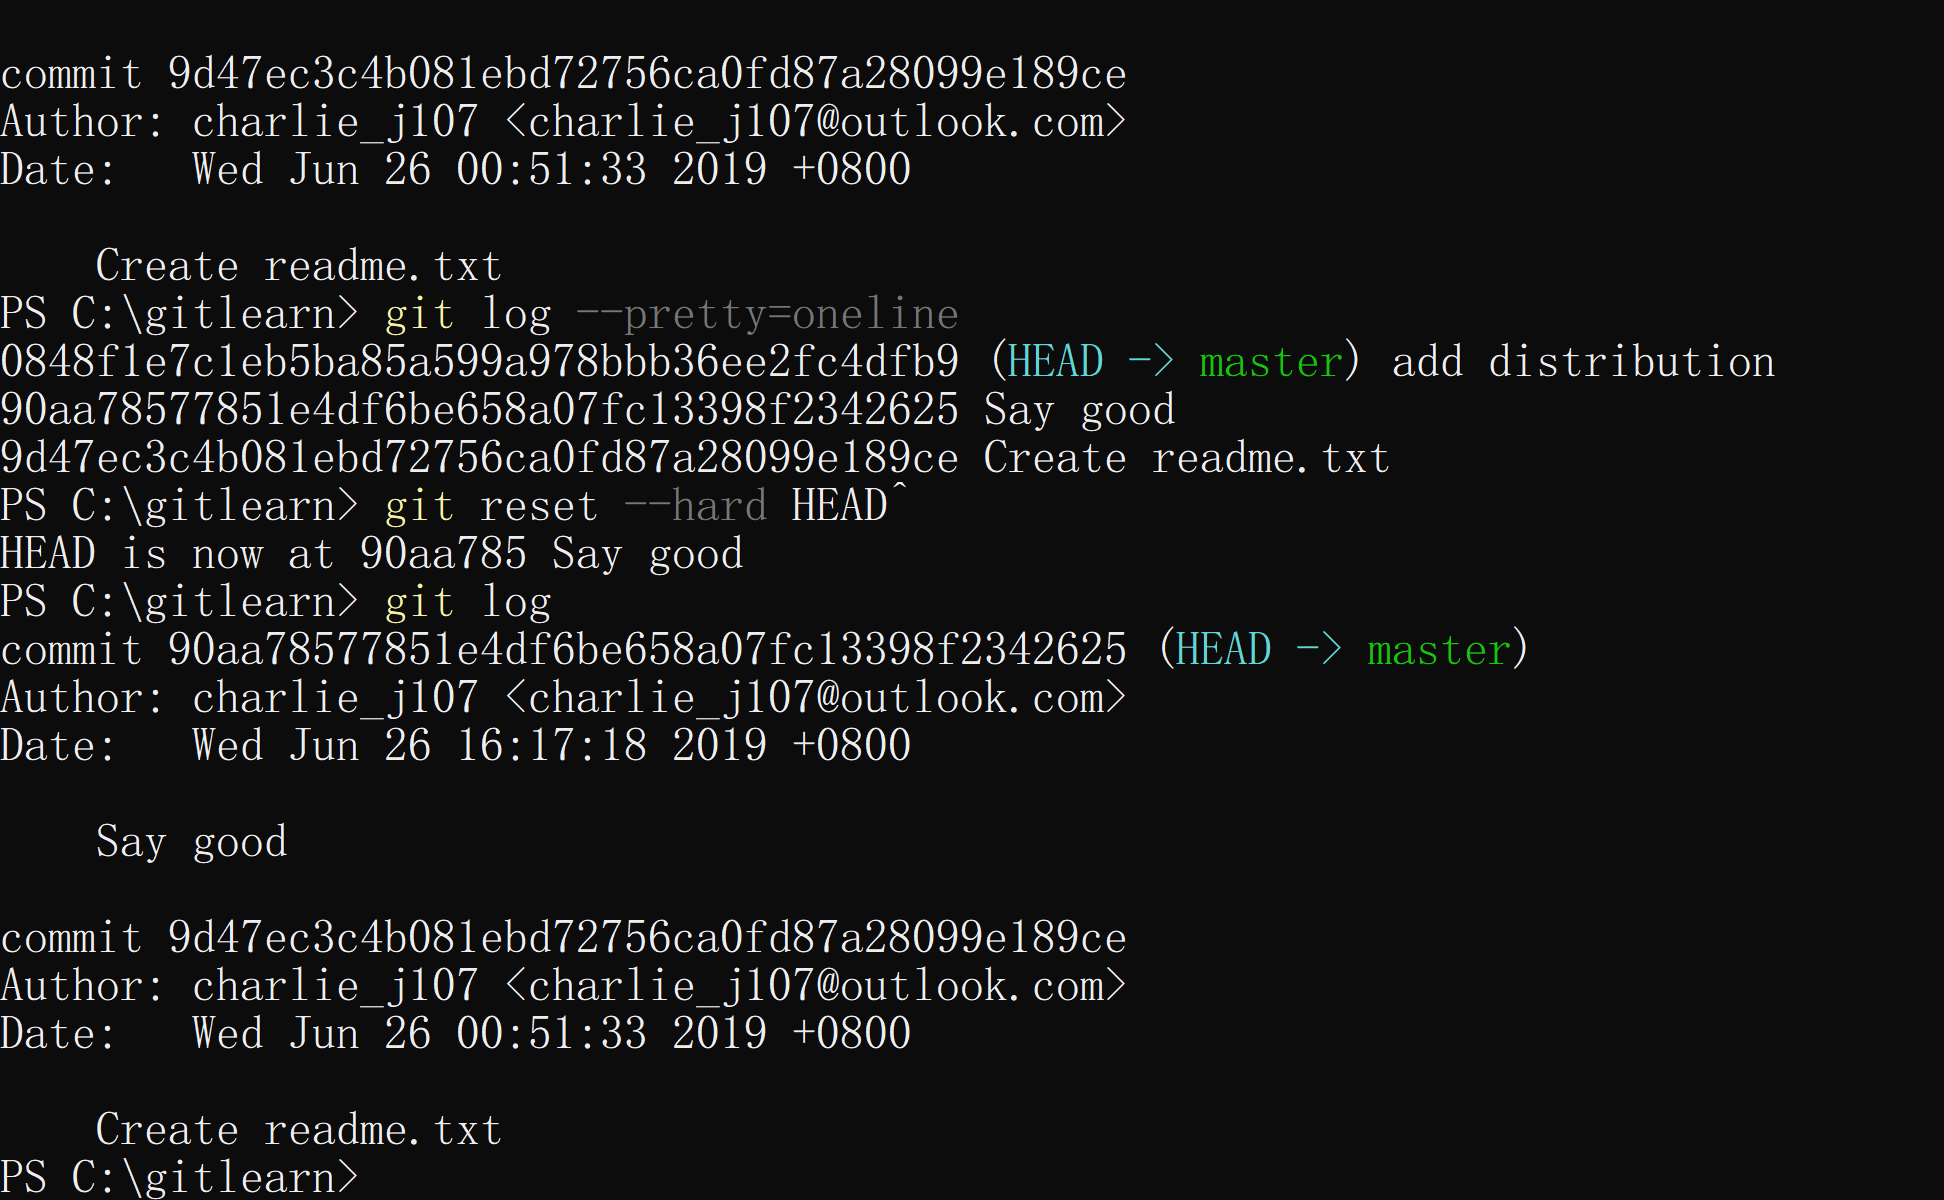 commit 9d47ec3c4b081ebd72756ca0fd87a28099e189ce
Author: charlie_j107 <charlie_j107@outlook.com>
Date:   Wed Jun 26 00:51:33 2019 +0800
    Create readme.txt
PS C:\gitlearn> git log --pretty=oneline
0848f1e7c1eb5ba85a599a978bbb36ee2fc4dfb9 (HEAD -> master) add distribution
90aa78577851e4df6be658a07fc13398f2342625 Say good
9d47ec3c4b081ebd72756ca0fd87a28099e189ce Create readme.txt
PS C:\gitlearn> git reset --hard HEAD^
HEAD is now at 90aa785 Say good
PS C:\gitlearn> git log
commit 90aa78577851e4df6be658a07fc13398f2342625 (HEAD -> master)
Author: charlie_j107 <charlie_j107@outlook.com>
Date:   Wed Jun 26 16:17:18 2019 +0800
    Say good
commit 9d47ec3c4b081ebd72756ca0fd87a28099e189ce
Author: charlie_j107 <charlie_j107@outlook.com>
Date:   Wed Jun 26 00:51:33 2019 +0800
    Create readme.txt
PS C:\gitlearn>